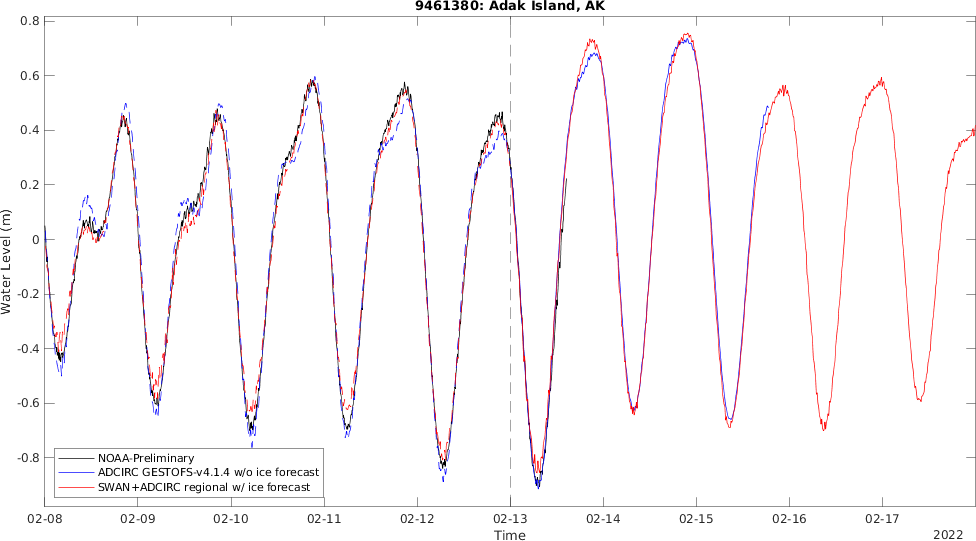 9461380: Adak Island, AK
0.8
0.6
0.4
0.2
0
-0.2
-0.4
-0.6
-0.8
Water Level (m)
NOAA-Preliminary
ADCIRC GESTOFS-v4.1.4 w/o ice forecast
SWAN+ADCIRC regional w/ ice forecast
02-08 02-09 02-10 02-11 02-12 02-13 02-14 02-15 02-16 02-17
Time
2022